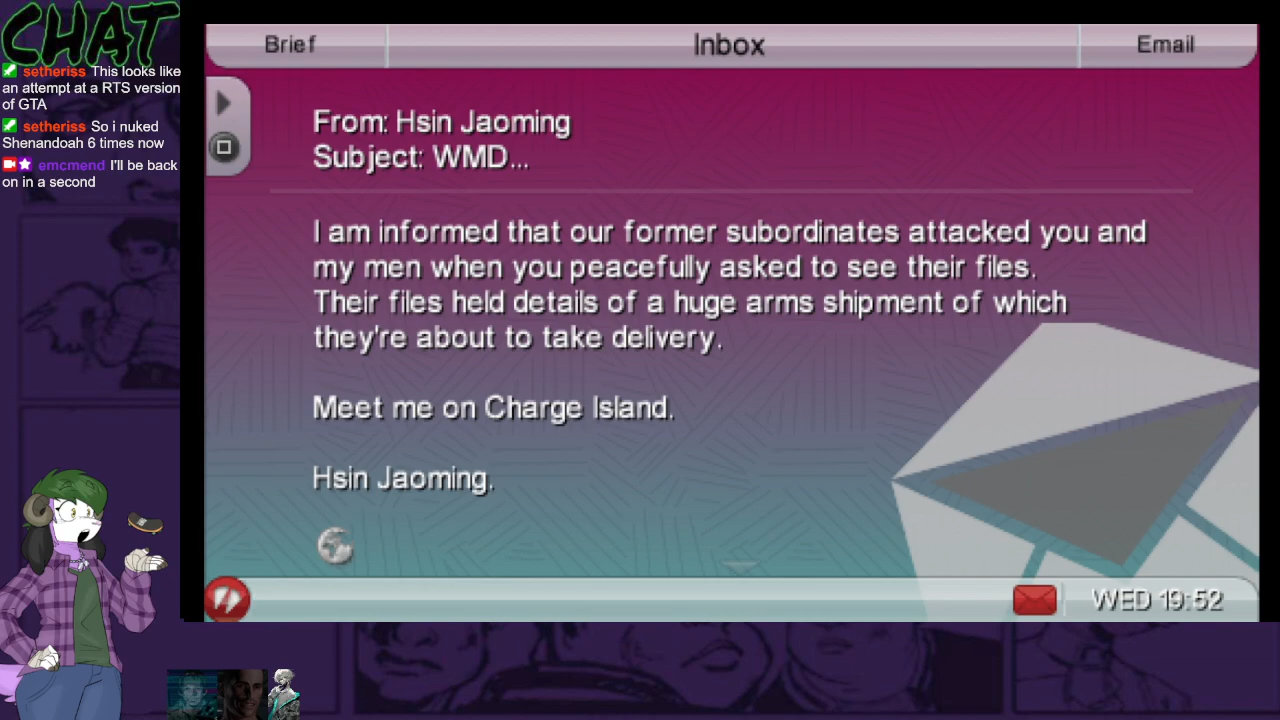 CHAT
setheriss This looks like
an attempt at a RTS version
of GTA
setheriss So i nuked
Shenandoah 6 times now
emcmend I'll be back
on in a second
Brief
Inbox
Email
From: Hsin Jaoming
Subject: WMD...
I am informed that our former subordinates attacked you and
my men when you peacefully asked to see their files.
Their files held details of a huge arms shipment of which
they're about to take delivery.
Meet me on Charge Island.
Hsin Jaoming.
WED 19:52